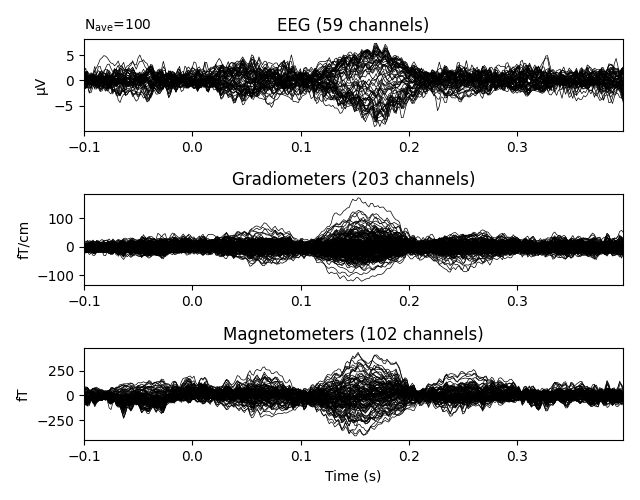 N_ave=100
EEG (59 channels)
5
0
−5
µV
−0.1 0.0 0.1 0.2 0.3
Gradiometers (203 channels)
100
0
−100
fT/cm
−0.1 0.0 0.1 0.2 0.3
Magnetometers (102 channels)
250
0
−250
fT
−0.1 0.0 0.1 0.2 0.3
Time (s)